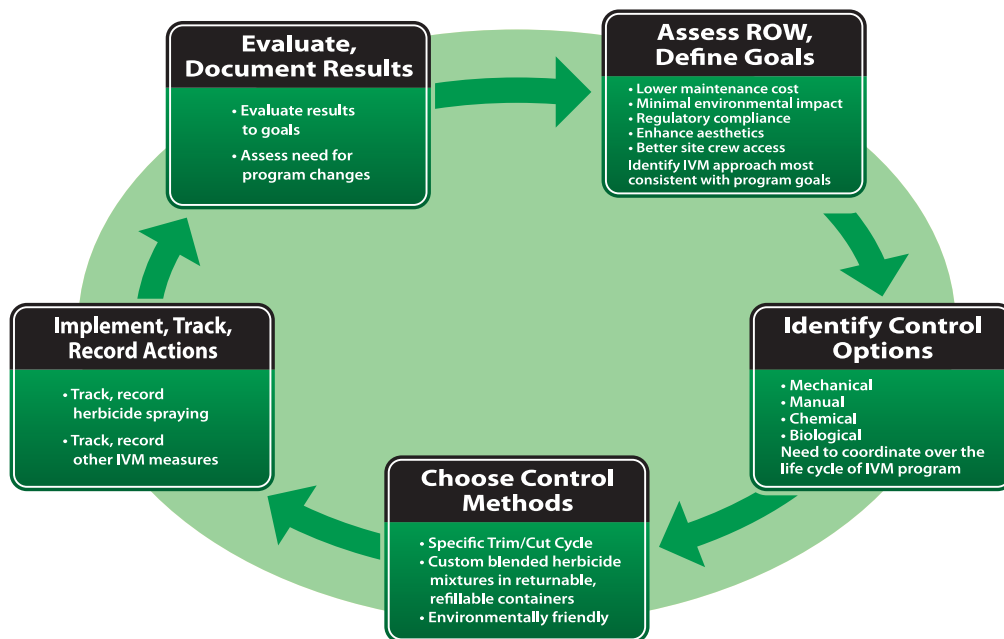 Evaluate,
Document Results
• Evaluate results
to goals
• Assess need for
program changes
Assess ROW,
Define Goals
• Lower maintenance cost
• Minimal environmental impact
• Regulatory compliance
• Enhance aesthetics
• Better site crew access
Identify IVM approach most
consistent with program goals
Identify Control
Options
• Mechanical
• Manual
• Chemical
• Biological
Need to coordinate over the
life cycle of IVM program
Choose Control
Methods
• Specific Trim/Cut Cycle
• Custom blended herbicide
mixtures in returnable,
refillable containers
• Environmentally friendly
Implement, Track,
Record Actions
• Track, record
herbicide spraying
• Track, record
other IVM measures